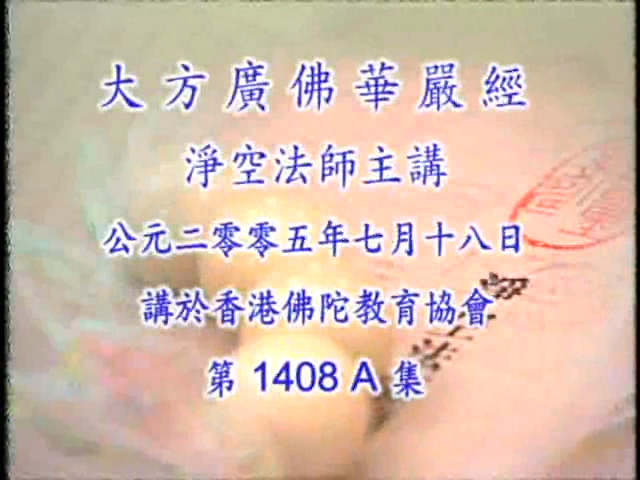 大方廣佛華嚴經
淨空法師主講
公元二零零五年七月十八日
講於香港佛陀教育協會
第 1408 A 集